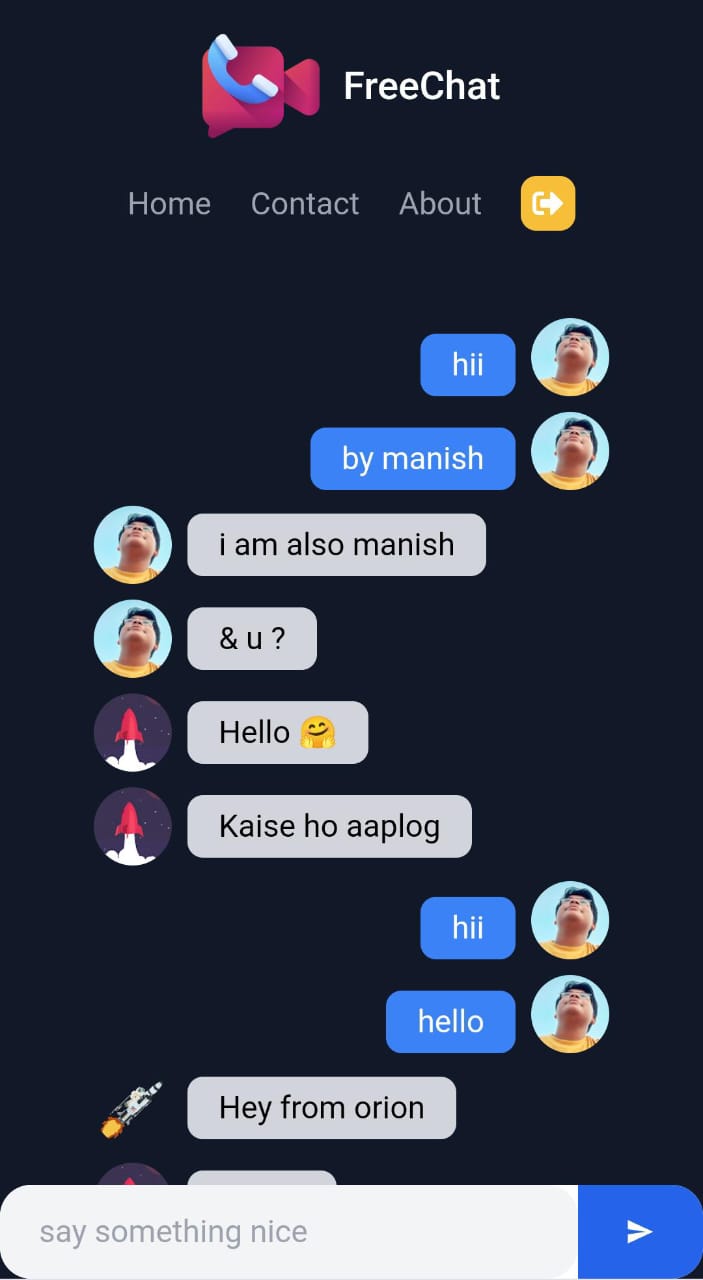 FreeChat
Home Contact About
hii
by manish
i am also manish
& u ?
Hello 🤗
Kaise ho aaplog
hii
hello
Hey from orion
say something nice